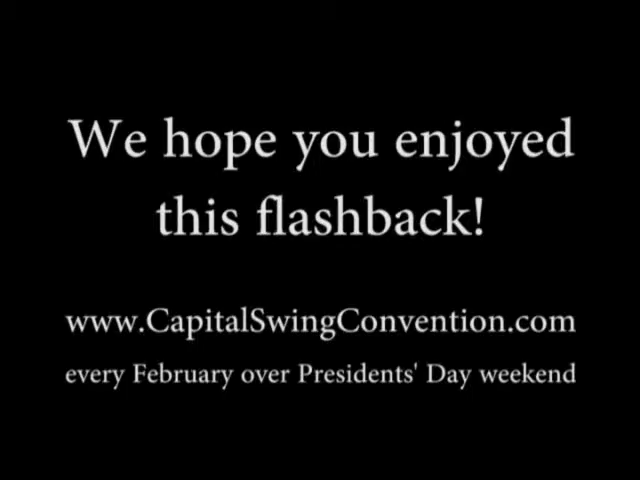 We hope you enjoyed
this flashback!
www.CapitalSwingConvention.com
every February over Presidents' Day weekend